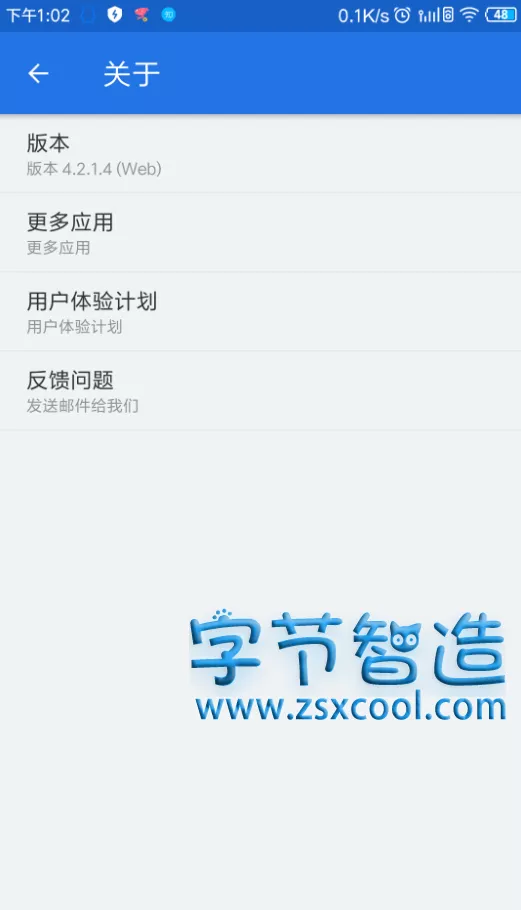 下午1:02
0.1K/s
48
关于
版本
版本 4.2.1.4 (Web)
更多应用
更多应用
用户体验计划
用户体验计划
反馈问题
发送邮件给我们
字节智造
www.zsxcool.com